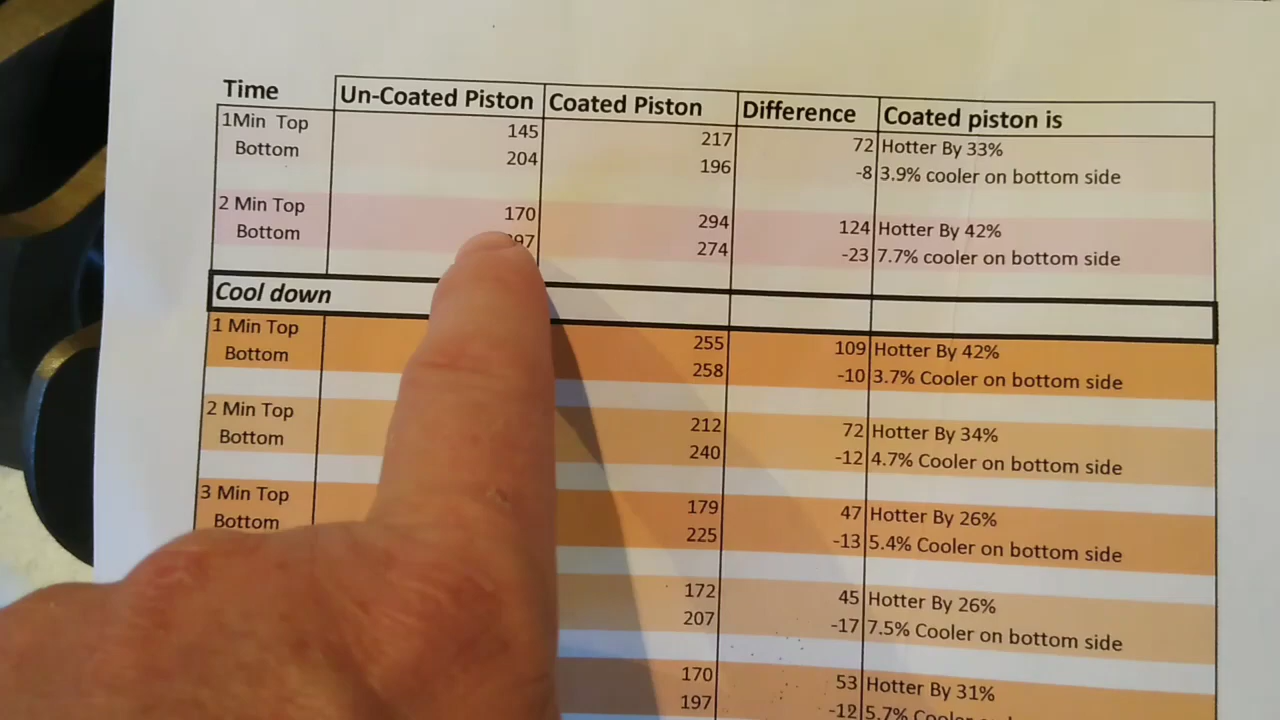 Time Un-Coated Piston Coated Piston Difference Coated piston is
1Min Top 145 217 72 Hotter By 33%
Bottom 204 196 -8 3.9% cooler on bottom side
2 Min Top 170 294 124 Hotter By 42%
Bottom 274 -23 7.7% cooler on bottom side
Cool down
1 Min Top 255 109 Hotter By 42%
Bottom 258 -10 3.7% Cooler on bottom side
2 Min Top 212 72 Hotter By 34%
Bottom 240 -12 4.7% Cooler on bottom side
3 Min Top 179 47 Hotter By 26%
Bottom 225 -13 5.4% Cooler on bottom side
172 45 Hotter By 26%
207 -17 7.5% Cooler on bottom side
170 53 Hotter By 31%
197 -12 5.7% Cooler on bottom side